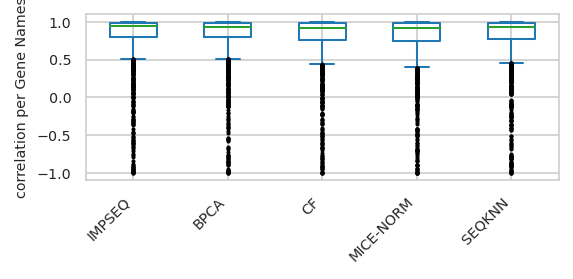 correlation per Gene Names
1.0
0.5
0.0
−0.5
−1.0
IMPSEQ
BPCA
CF
MICE-NORM
SEQKNN